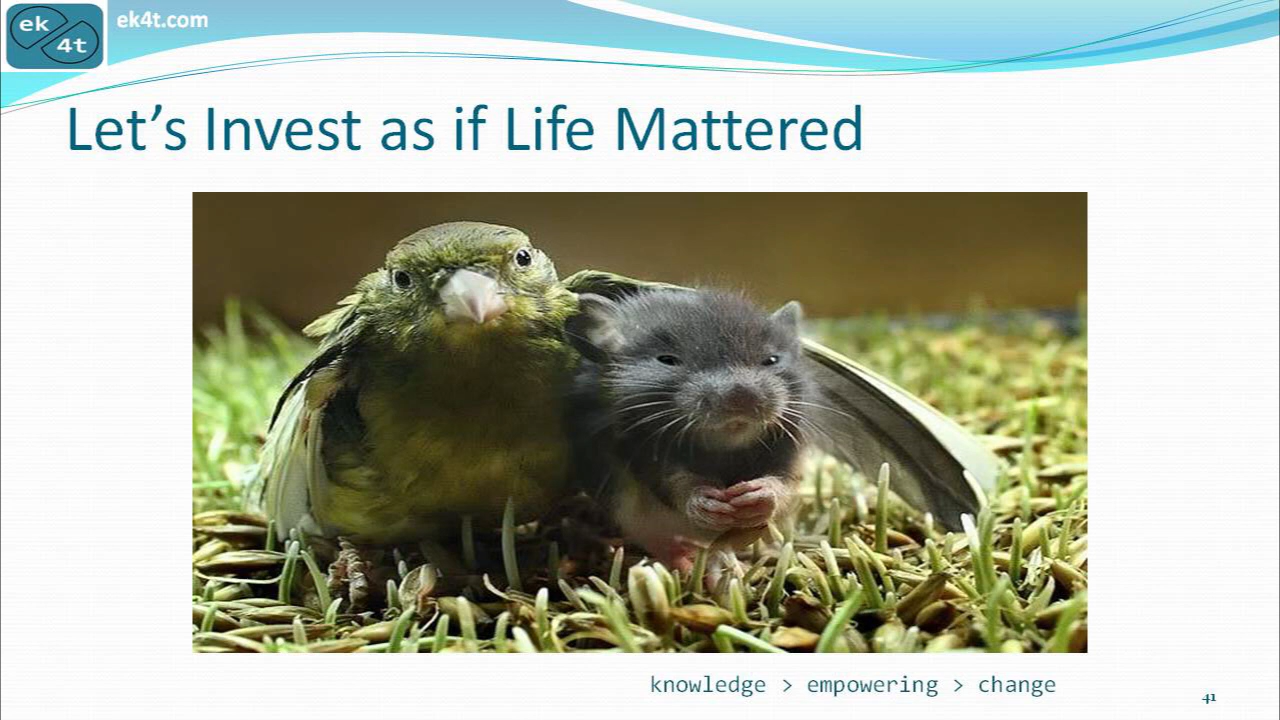 ek
4t
ek4t.com
Let’s Invest as if Life Mattered
knowledge > empowering > change
41